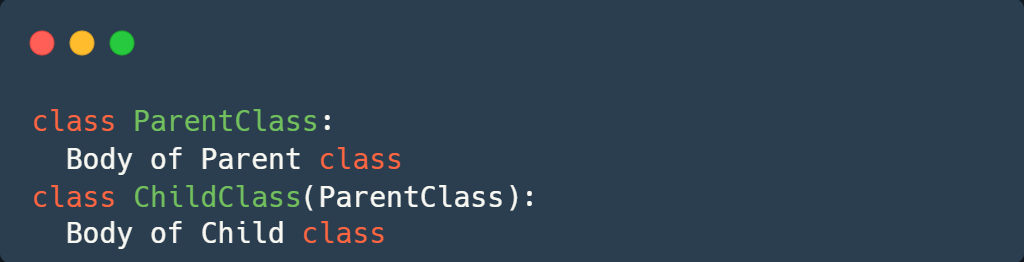 class ParentClass:
  Body of Parent class
class ChildClass(ParentClass):
  Body of Child class